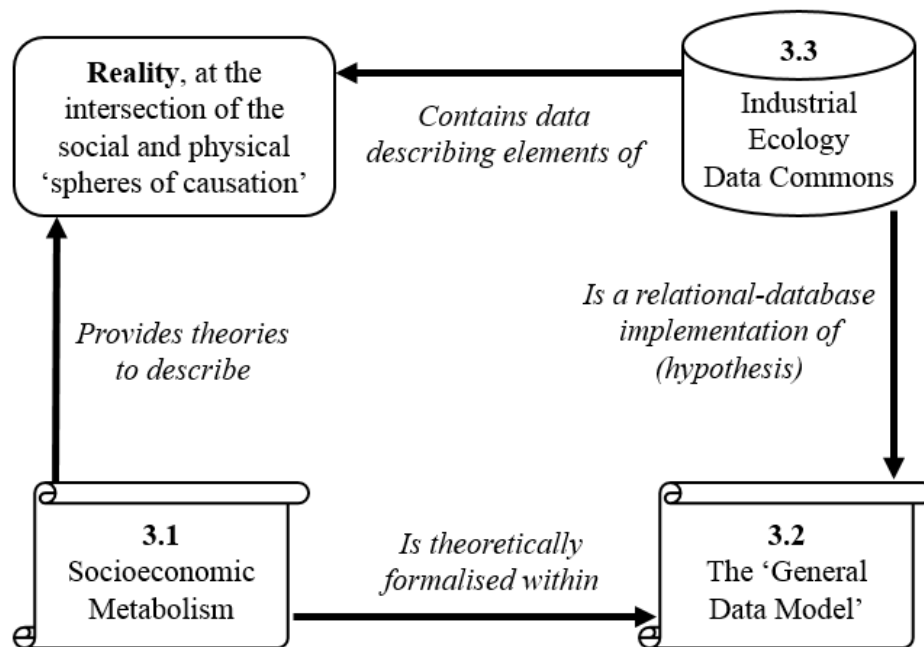 Reality, at the
intersection of the
social and physical
‘spheres of causation’
Contains data
describing elements of
3.3
Industrial
Ecology
Data Commons
Provides theories
to describe
Is a relational-database
implementation of
(hypothesis)
3.1
Socioeconomic
Metabolism
Is theoretically
formalised within
3.2
The ‘General
Data Model’